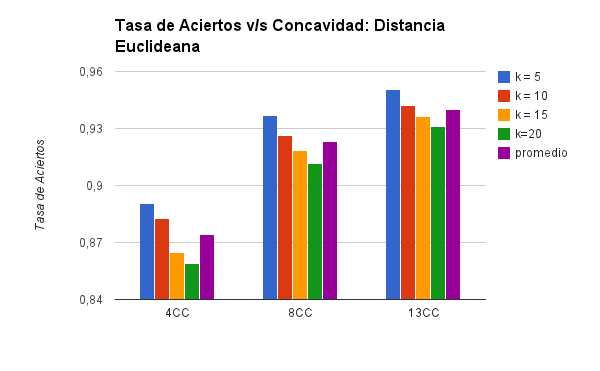 Tasa de Aciertos v/s Concavidad: Distancia
Euclideana
0,96
0,93
0,9
0,87
0,84
Tasa de Aciertos
4CC
8CC
13CC
k = 5
k = 10
k = 15
k=20
promedio